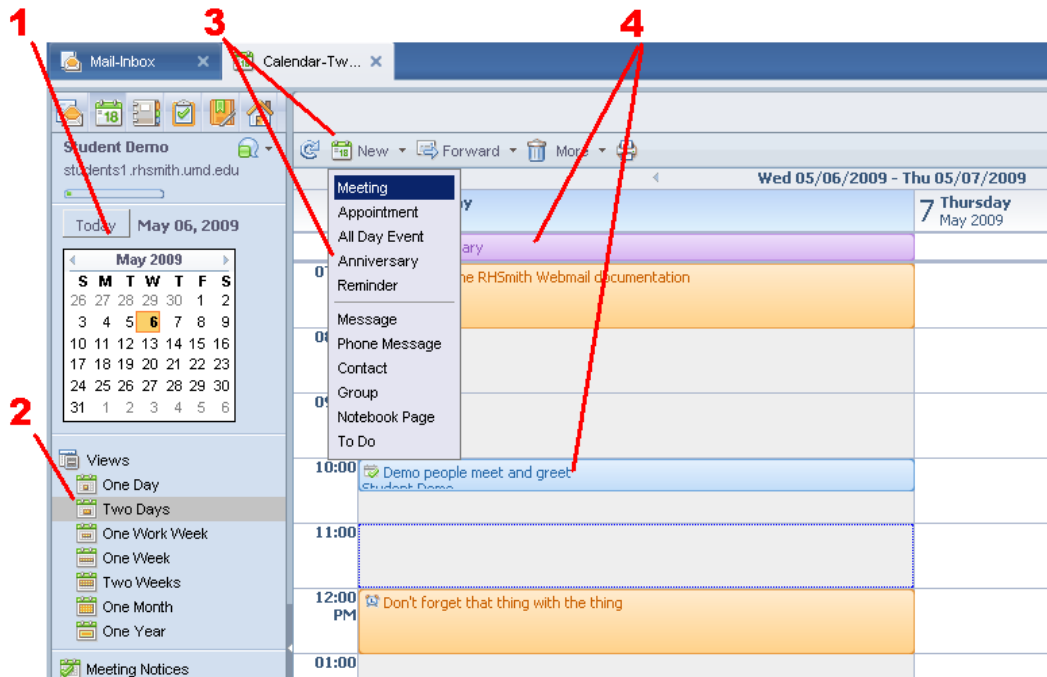 1
3
4
Mail-Inbox
Calendar-Tw...
18
Student Demo
students1.rhsmith.umd.edu
New Forward More
Wed 05/06/2009 - Thu 05/07/2009
Today May 06, 2009
Meeting
Appointment
All Day Event
Anniversary
Reminder
Message
Phone Message
Contact
Group
Notebook Page
To Do
7 Thursday
May 2009
May 2009
S M T W T F S
26 27 28 29 30 1 2
3 4 5 6 7 8 9
10 11 12 13 14 15 16
17 18 19 20 21 22 23
24 25 26 27 28 29 30
31 1 2 3 4 5 6
RHSmith Webmail documentation
2
Views
One Day
Two Days
One Work Week
One Week
Two Weeks
One Month
One Year
Meeting Notices
10:00 Demo people meet and greet
Student Demo
11:00
12:00 PM Don't forget that thing with the thing
01:00